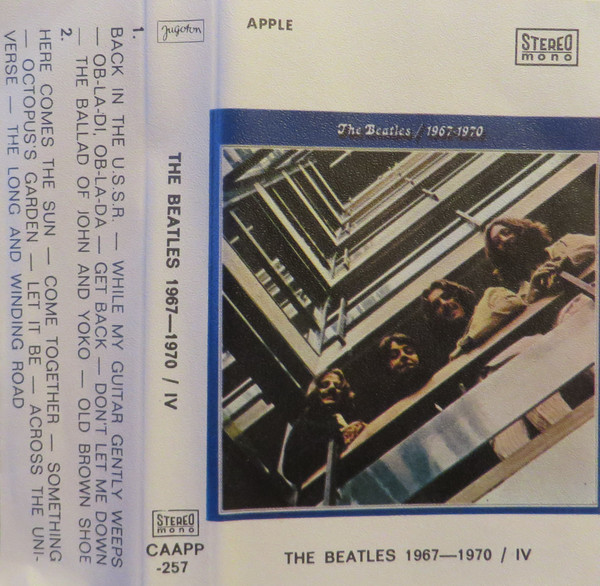 1.
BACK IN THE U.S.S.R. — WHILE MY GUITAR GENTLY WEEPS
— OB-LA-DI, OB-LA-DA — GET BACK — DON'T LET ME DOWN
— THE BALLAD OF JOHN AND YOKO — OLD BROWN SHOE
2.
HERE COMES THE SUN — COME TOGETHER — SOMETHING
— OCTOPUS'S GARDEN — LET IT BE — ACROSS THE UNI-
VERSE — THE LONG AND WINDING ROAD
Jugoton
THE BEATLES 1967—1970 / IV
STEREO
mono
CAAPP
-257
APPLE
STEREO
mono
The Beatles / 1967-1970
THE BEATLES 1967—1970 / IV